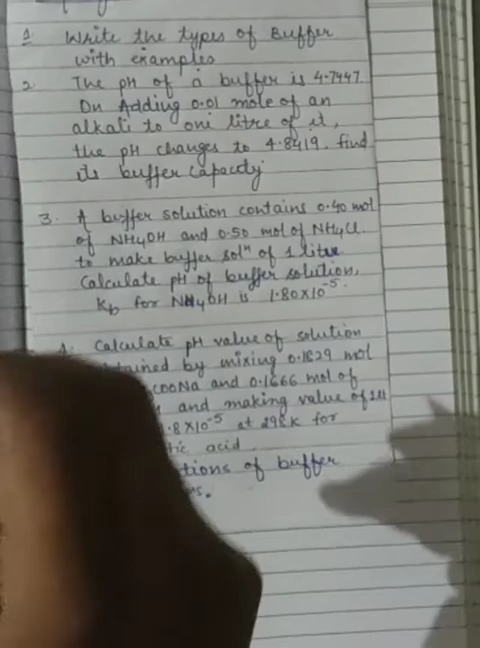 1. Write the types of Buffer
with examples
2. The pH of a buffer is 4.7447.
On Adding 0.01 mole of an
alkali to one litre of it,
the pH changes to 4.8419. find
its buffer capacity
3. A buffer solution contains 0.40 mol
of NH4OH and 0.50 mol of NH4Cl.
to make buffer solⁿ of 1 litre
Calculate pH of buffer solution,
Kb for NH4OH is 1.80×10⁻⁵.
Calculate pH value of solution
tained by mixing 0.1829 mol
COONa and 0.1666 mol of
and making value of 1lt
.8×10⁻⁵ at 298k for
tic acid
tions of buffer